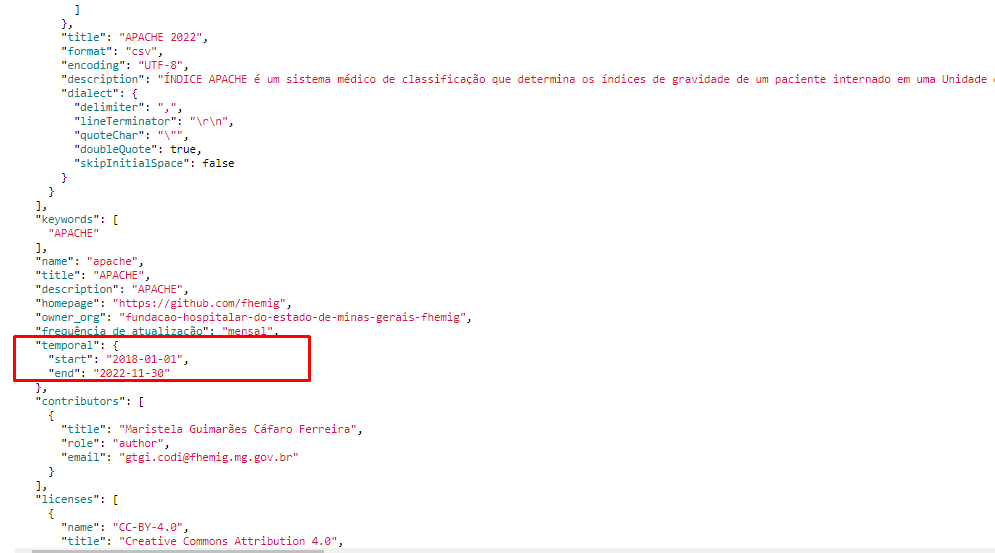 ]
},
"title": "APACHE 2022",
"format": "csv",
"encoding": "UTF-8",
"description": "ÍNDICE APACHE é um sistema médico de classificação que determina os índices de gravidade de um paciente internado em uma Unidade
"dialect": {
"delimiter": ",",
"lineTerminator": "\r\n",
"quoteChar": "\"",
"doubleQuote": true,
"skipInitialSpace": false
}
}
],
"keywords": [
"APACHE"
],
"name": "apache",
"title": "APACHE",
"description": "APACHE",
"homepage": "https://github.com/fhemig",
"owner_org": "fundacao-hospitalar-do-estado-de-minas-gerais-fhemig",
"frequência de atualização": "mensal",
"temporal": {
"start": "2018-01-01",
"end": "2022-11-30"
},
"contributors": [
{
"title": "Maristela Guimarães Cáfaro Ferreira",
"role": "author",
"email": "gtgi.codi@fhemig.mg.gov.br"
}
],
"licenses": [
{
"name": "CC-BY-4.0",
"title": "Creative Commons Attribution 4.0",